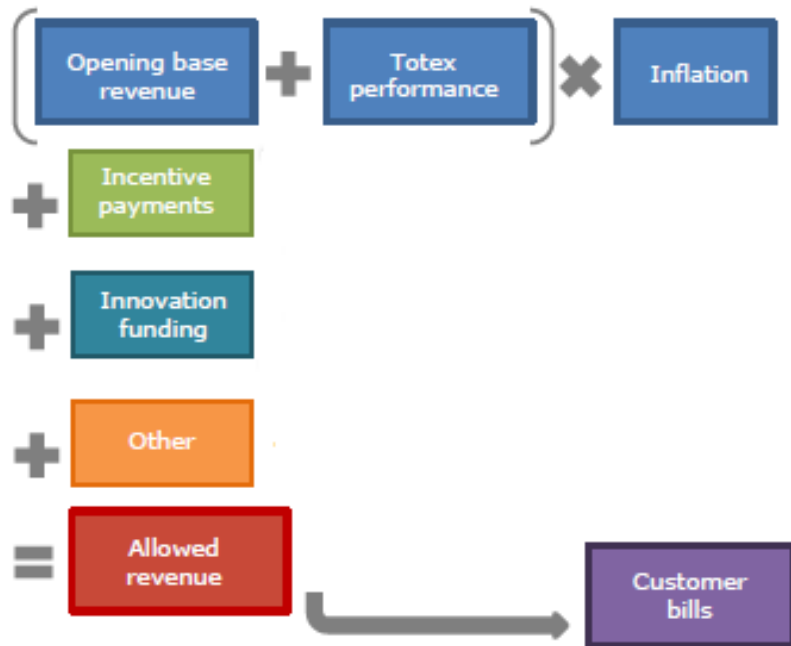 Opening base
revenue
Totex
performance
Inflation
Incentive
payments
Innovation
funding
Other
Allowed
revenue
Customer
bills